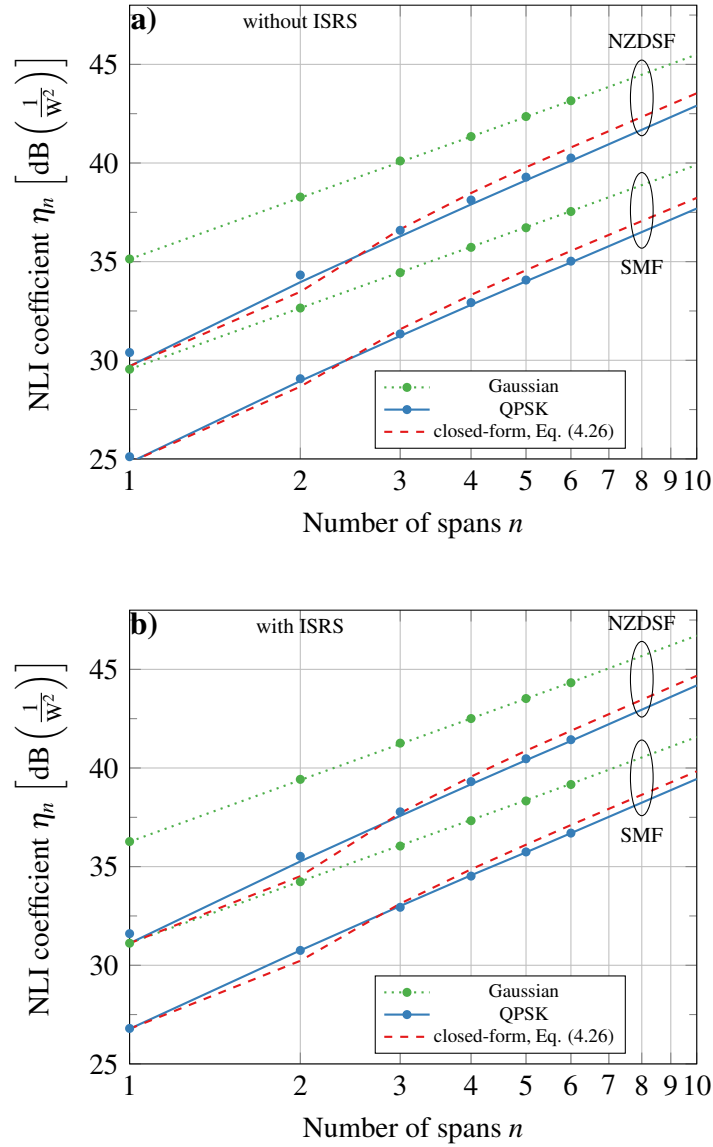 a)
without ISRS
NZDSF
SMF
NLI coefficient ηn [dB (1/W²)]
45
40
35
30
25
Gaussian
QPSK
closed-form, Eq. (4.26)
1 2 3 4 5 6 7 8 9 10
Number of spans n
b)
with ISRS
NZDSF
SMF
NLI coefficient ηn [dB (1/W²)]
45
40
35
30
25
Gaussian
QPSK
closed-form, Eq. (4.26)
1 2 3 4 5 6 7 8 9 10
Number of spans n